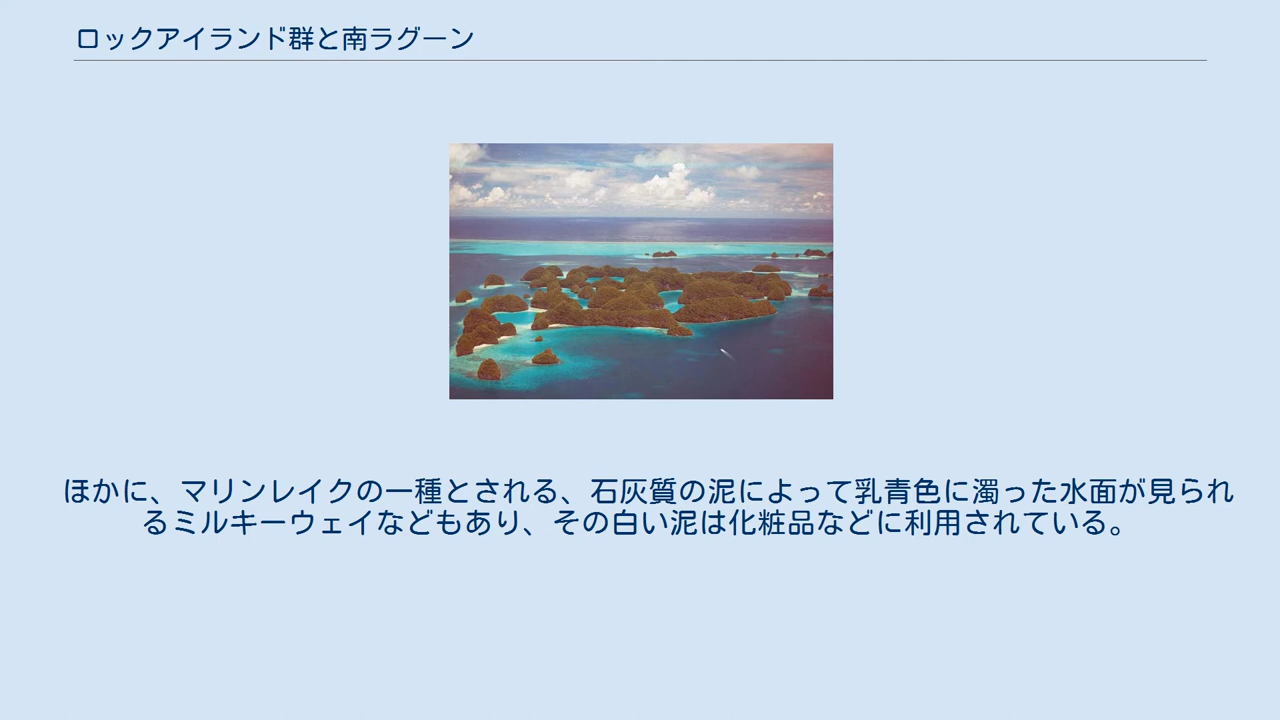 ロックアイランド群と南ラグーン
ほかに、マリンレイクの一種とされる、石灰質の泥によって乳青色に濁った水面が見られ
るミルキーウェイなどもあり、その白い泥は化粧品などに利用されている。